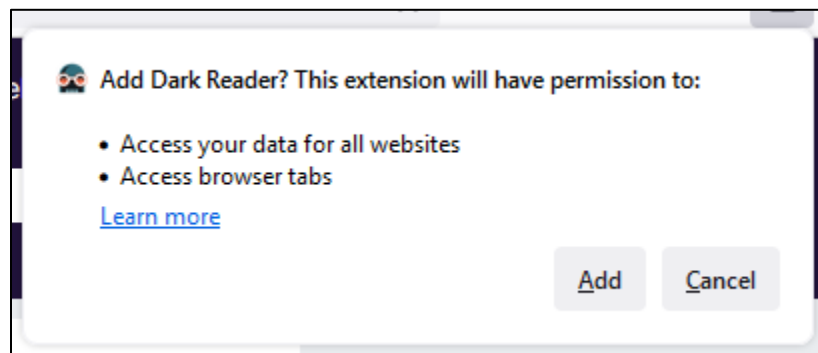 Add Dark Reader? This extension will have permission to:
• Access your data for all websites
• Access browser tabs
Learn more
Add Cancel